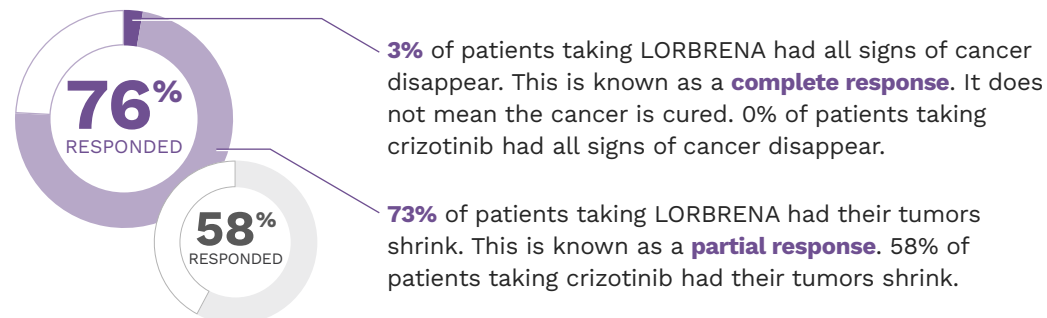 76%
RESPONDED
58%
RESPONDED
3% of patients taking LORBRENA had all signs of cancer
disappear. This is known as a complete response. It does
not mean the cancer is cured. 0% of patients taking
crizotinib had all signs of cancer disappear.
73% of patients taking LORBRENA had their tumors
shrink. This is known as a partial response. 58% of
patients taking crizotinib had their tumors shrink.